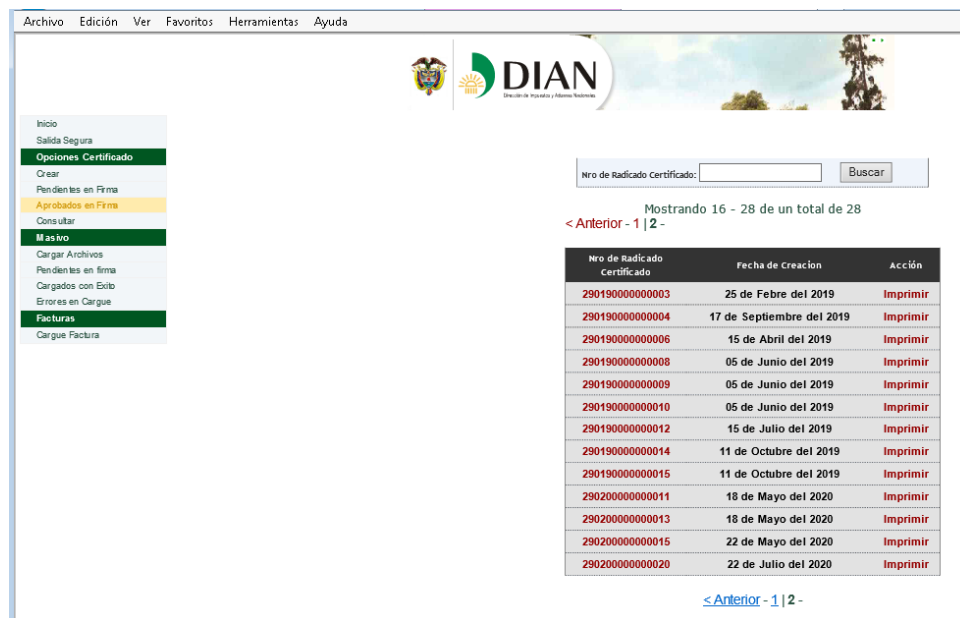 Archivo Edición Ver Favoritos Herramientas Ayuda
DIAN
Dirección de Impuestos y Aduanas Nacionales
Inicio
Salida Segura
Opciones Certificado
Crear
Pendientes en Firma
Aprobados en Firma
Consultar
Masivo
Cargar Archivos
Pendientes en firma
Cargados con Exito
Errores en Cargue
Facturas
Cargue Factura
Nro de Radicado Certificado: Buscar
Mostrando 16 - 28 de un total de 28
< Anterior - 1 | 2 -
Nro de Radicado Certificado Fecha de Creacion Acción
290190000000003 25 de Febre del 2019 Imprimir
290190000000004 17 de Septiembre del 2019 Imprimir
290190000000006 15 de Abril del 2019 Imprimir
290190000000008 05 de Junio del 2019 Imprimir
290190000000009 05 de Junio del 2019 Imprimir
290190000000010 05 de Junio del 2019 Imprimir
290190000000012 15 de Julio del 2019 Imprimir
290190000000014 11 de Octubre del 2019 Imprimir
290190000000015 11 de Octubre del 2019 Imprimir
290200000000011 18 de Mayo del 2020 Imprimir
290200000000013 18 de Mayo del 2020 Imprimir
290200000000015 22 de Mayo del 2020 Imprimir
290200000000020 22 de Julio del 2020 Imprimir
< Anterior - 1 | 2 -